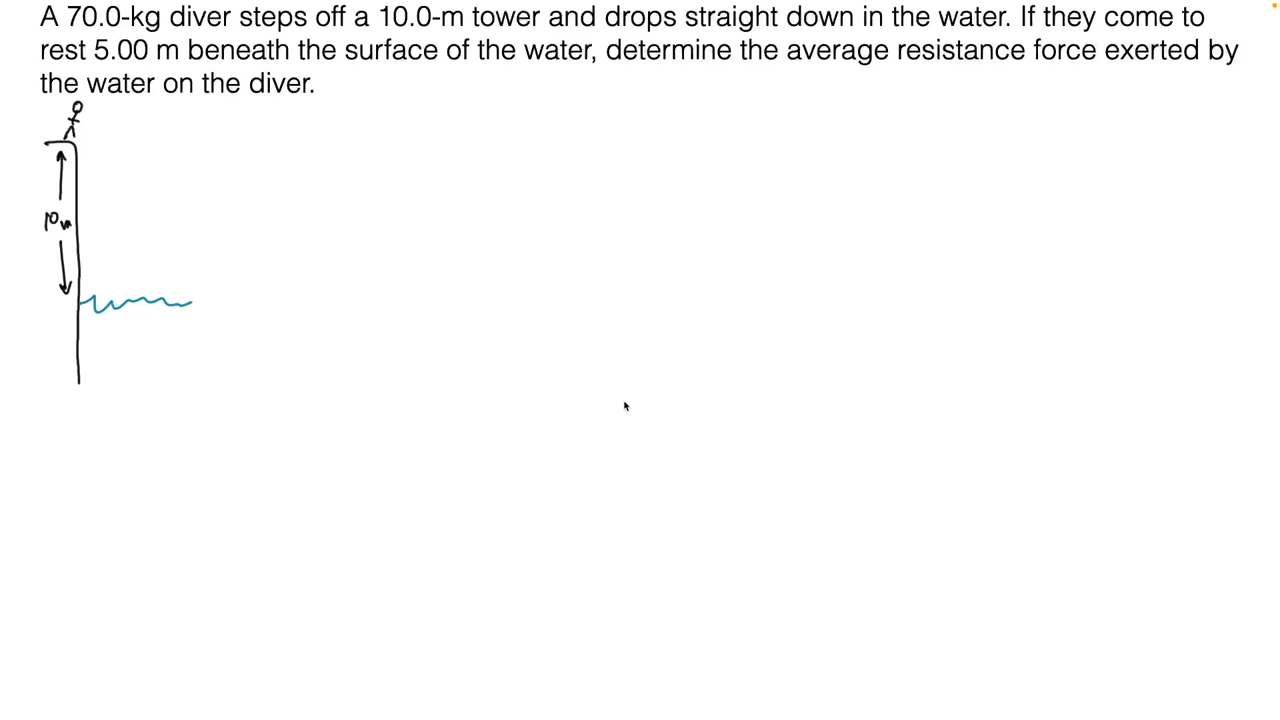 A 70.0-kg diver steps off a 10.0-m tower and drops straight down in the water. If they come to
rest 5.00 m beneath the surface of the water, determine the average resistance force exerted by
the water on the diver.
10m